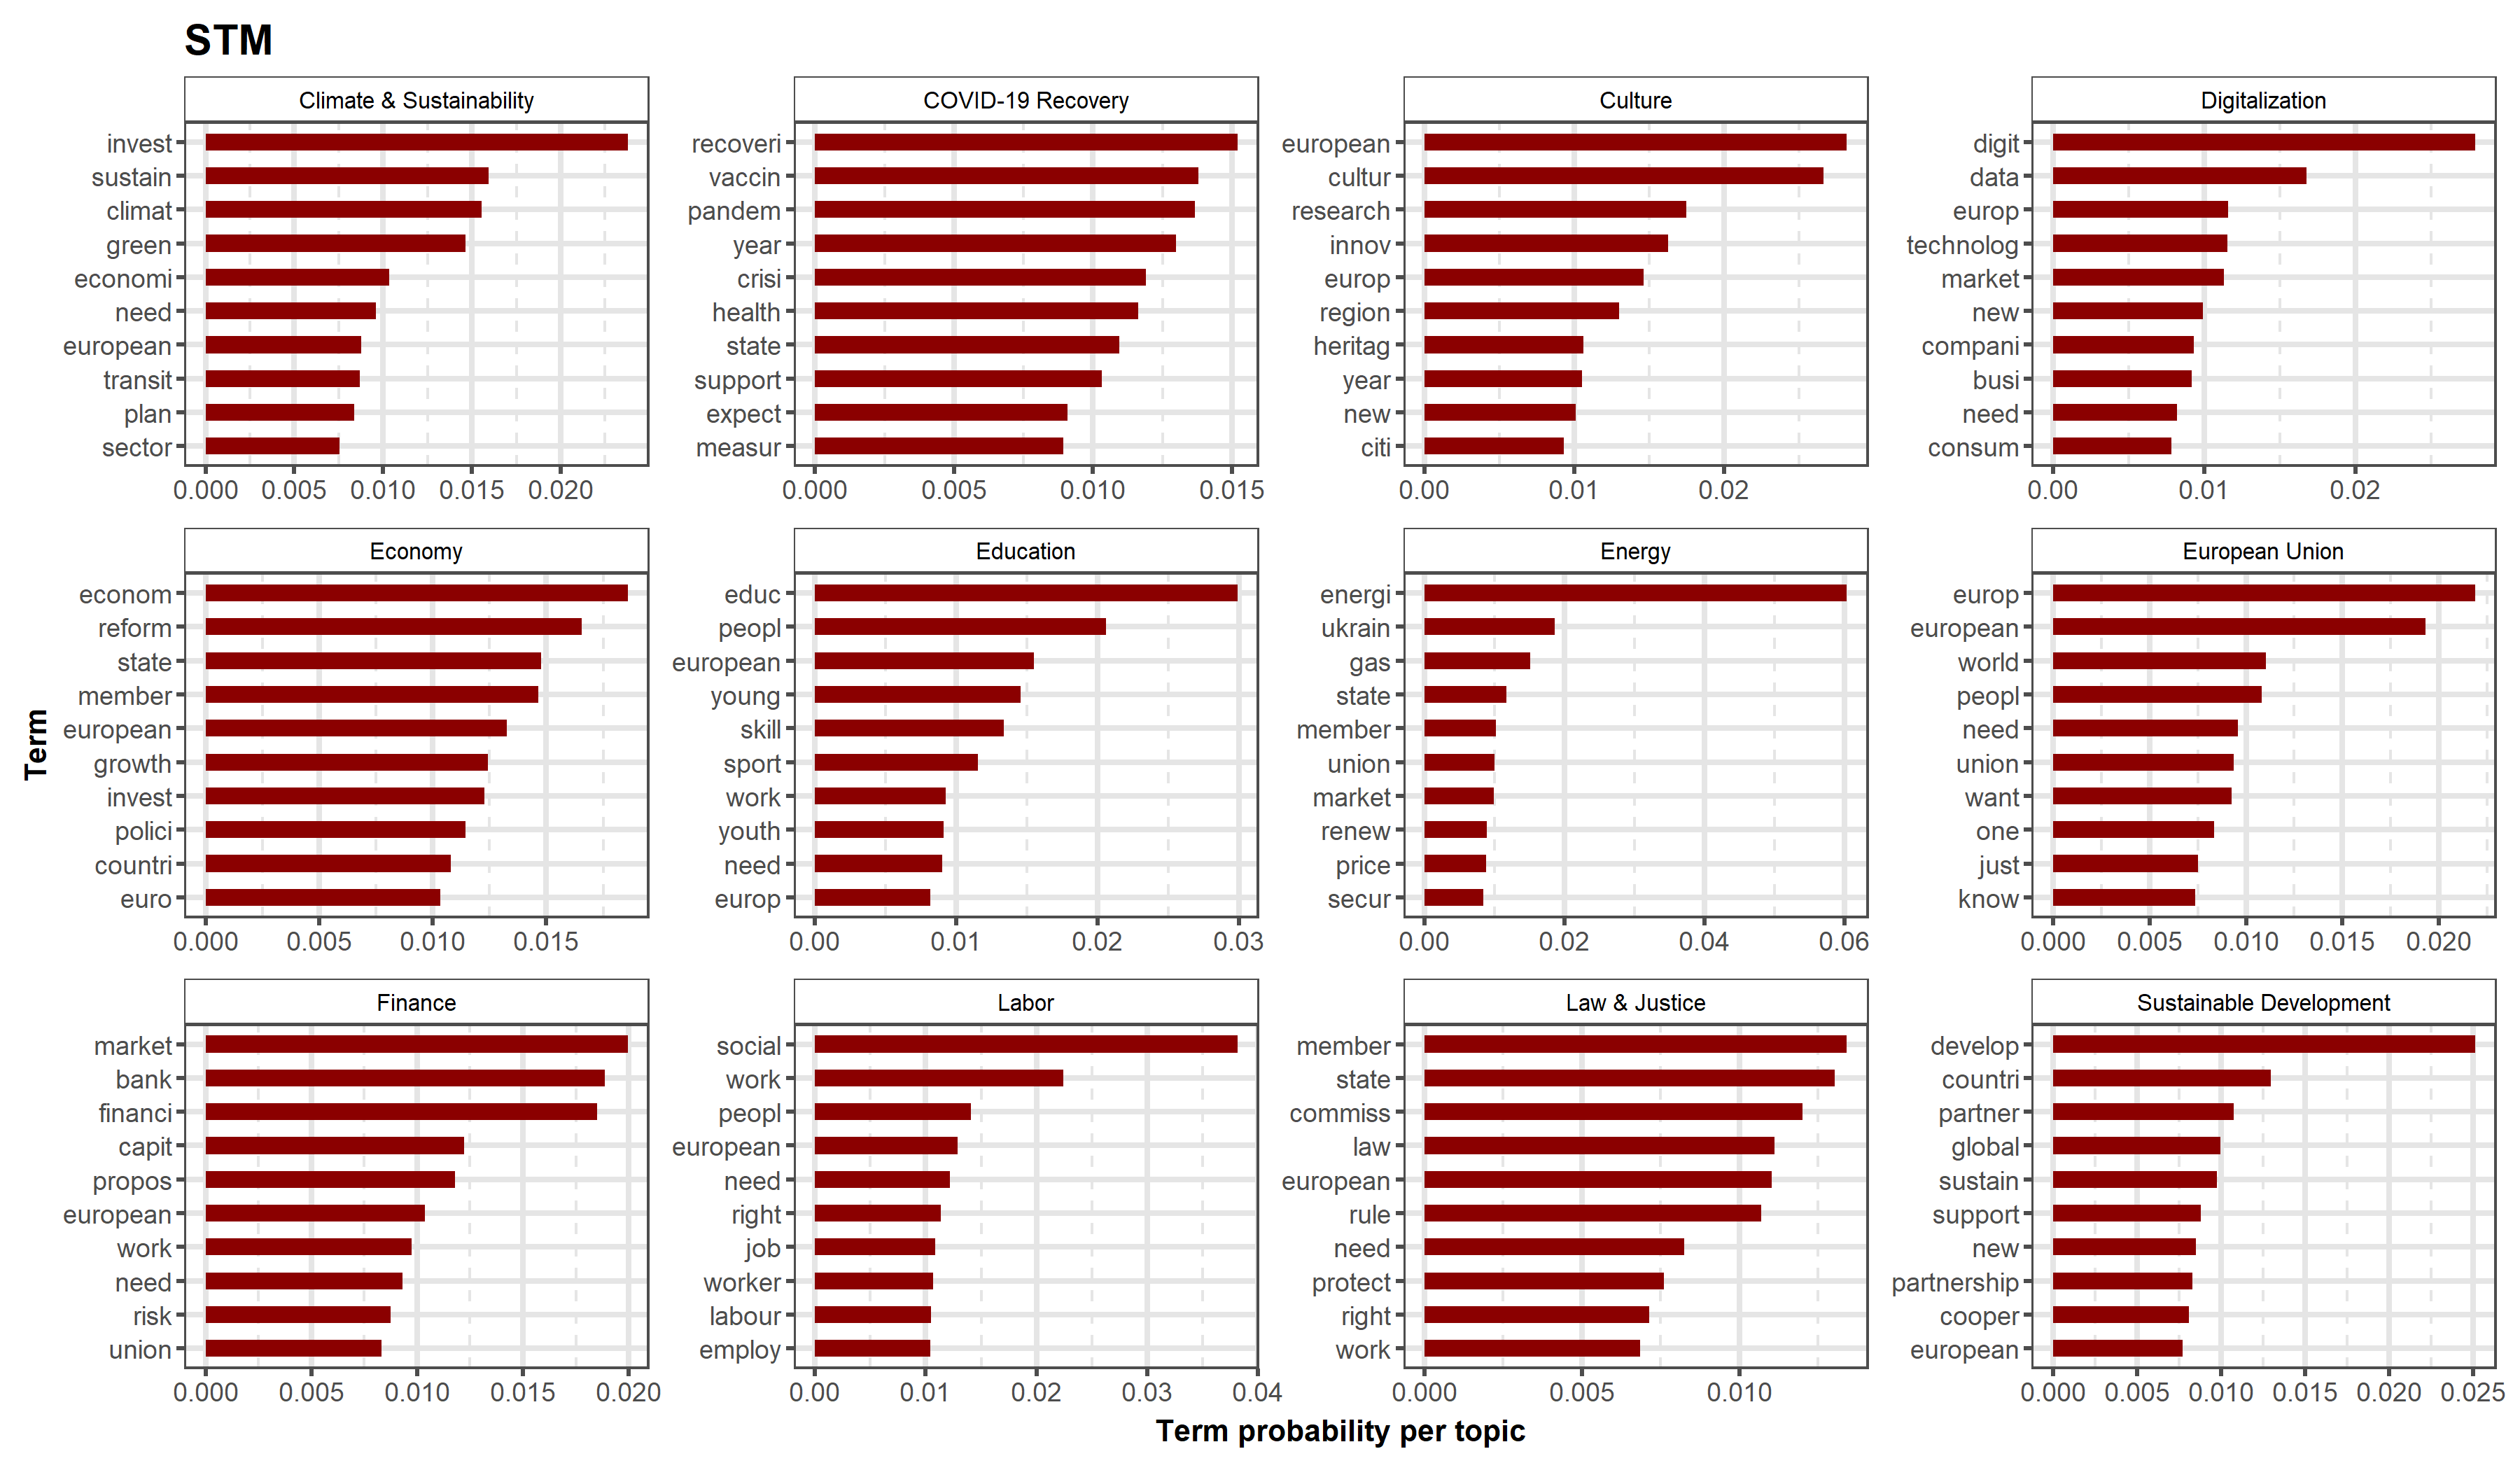 STM
Climate & Sustainability
invest
sustain
climat
green
economi
need
european
transit
plan
sector
0.000 0.005 0.010 0.015 0.020
COVID-19 Recovery
recoveri
vaccin
pandem
year
crisi
health
state
support
expect
measur
0.000 0.005 0.010 0.015
Culture
european
cultur
research
innov
europ
region
heritag
year
new
citi
0.00 0.01 0.02
Digitalization
digit
data
europ
technolog
market
new
compani
busi
need
consum
0.00 0.01 0.02
Term
Economy
econom
reform
state
member
european
growth
invest
polici
countri
euro
0.000 0.005 0.010 0.015
Education
educ
peopl
european
young
skill
sport
work
youth
need
europ
0.00 0.01 0.02 0.03
Energy
energi
ukrain
gas
state
member
union
market
renew
price
secur
0.00 0.02 0.04 0.06
European Union
europ
european
world
peopl
need
union
want
one
just
know
0.000 0.005 0.010 0.015 0.020
Finance
market
bank
financi
capit
propos
european
work
need
risk
union
0.000 0.005 0.010 0.015 0.020
Labor
social
work
peopl
european
need
right
job
worker
labour
employ
0.00 0.01 0.02 0.03 0.04
Law & Justice
member
state
commiss
law
european
rule
need
protect
right
work
0.000 0.005 0.010
Sustainable Development
develop
countri
partner
global
sustain
support
new
partnership
cooper
european
0.000 0.005 0.010 0.015 0.020 0.025
Term probability per topic